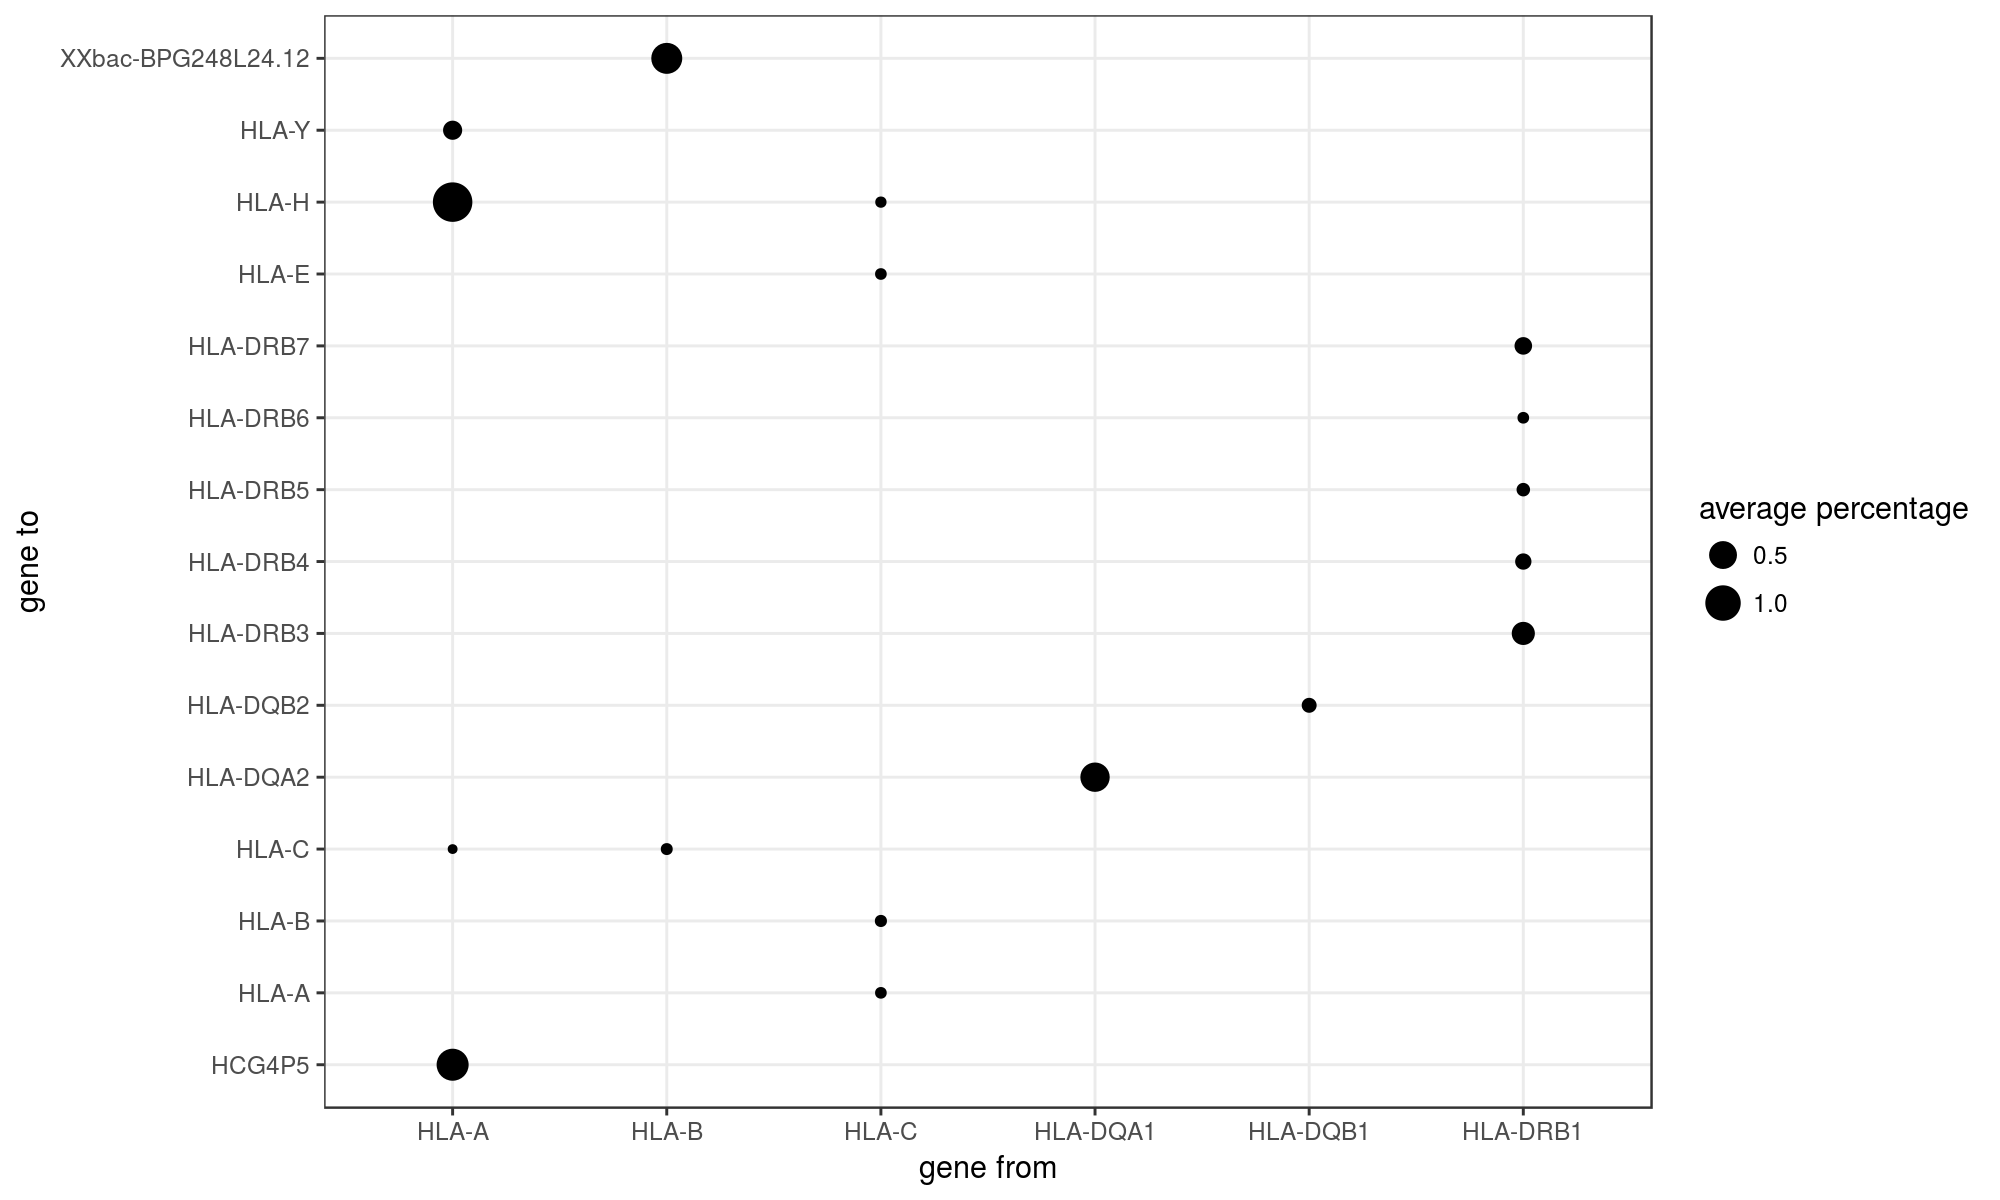 XXbac-BPG248L24.12
HLA-Y
HLA-H
HLA-E
HLA-DRB7
HLA-DRB6
HLA-DRB5
HLA-DRB4
HLA-DRB3
HLA-DQB2
HLA-DQA2
HLA-C
HLA-B
HLA-A
HCG4P5
gene to
HLA-A HLA-B HLA-C HLA-DQA1 HLA-DQB1 HLA-DRB1
gene from
average percentage
0.5
1.0